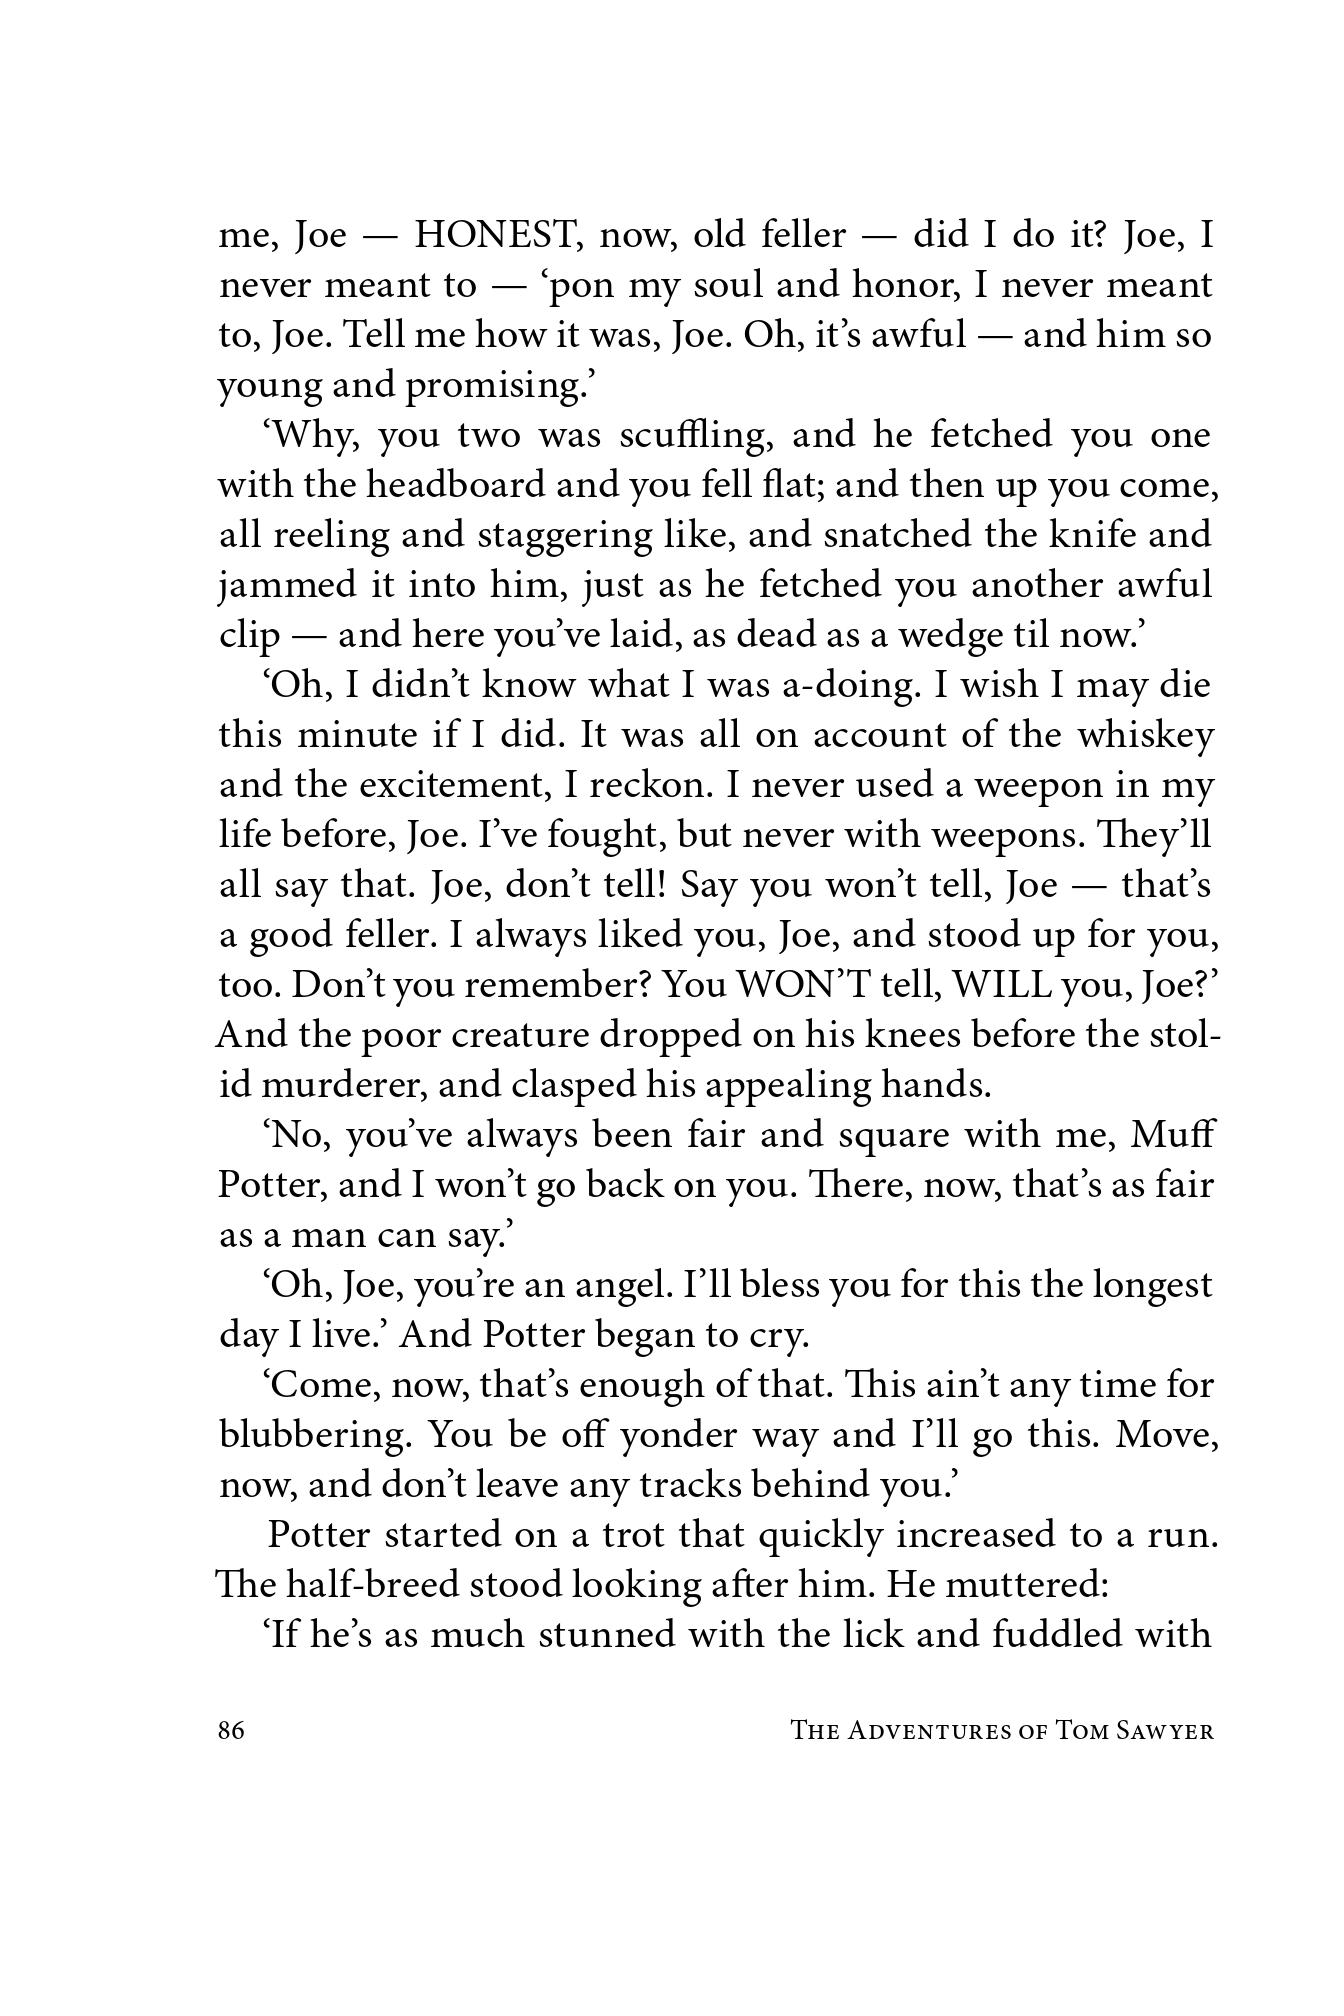 me, Joe — HONEST, now, old feller — did I do it? Joe, I
never meant to — ‘pon my soul and honor, I never meant
to, Joe. Tell me how it was, Joe. Oh, it’s awful — and him so
young and promising.’
‘Why, you two was scuffling, and he fetched you one
with the headboard and you fell flat; and then up you come,
all reeling and staggering like, and snatched the knife and
jammed it into him, just as he fetched you another awful
clip — and here you’ve laid, as dead as a wedge til now.’
‘Oh, I didn’t know what I was a-doing. I wish I may die
this minute if I did. It was all on account of the whiskey
and the excitement, I reckon. I never used a weepon in my
life before, Joe. I’ve fought, but never with weepons. They’ll
all say that. Joe, don’t tell! Say you won’t tell, Joe — that’s
a good feller. I always liked you, Joe, and stood up for you,
too. Don’t you remember? You WON’T tell, WILL you, Joe?’
And the poor creature dropped on his knees before the stol-
id murderer, and clasped his appealing hands.
‘No, you’ve always been fair and square with me, Muff
Potter, and I won’t go back on you. There, now, that’s as fair
as a man can say.’
‘Oh, Joe, you’re an angel. I’ll bless you for this the longest
day I live.’ And Potter began to cry.
‘Come, now, that’s enough of that. This ain’t any time for
blubbering. You be off yonder way and I’ll go this. Move,
now, and don’t leave any tracks behind you.’
Potter started on a trot that quickly increased to a run.
The half-breed stood looking after him. He muttered:
‘If he’s as much stunned with the lick and fuddled with
86 The Adventures of Tom Sawyer